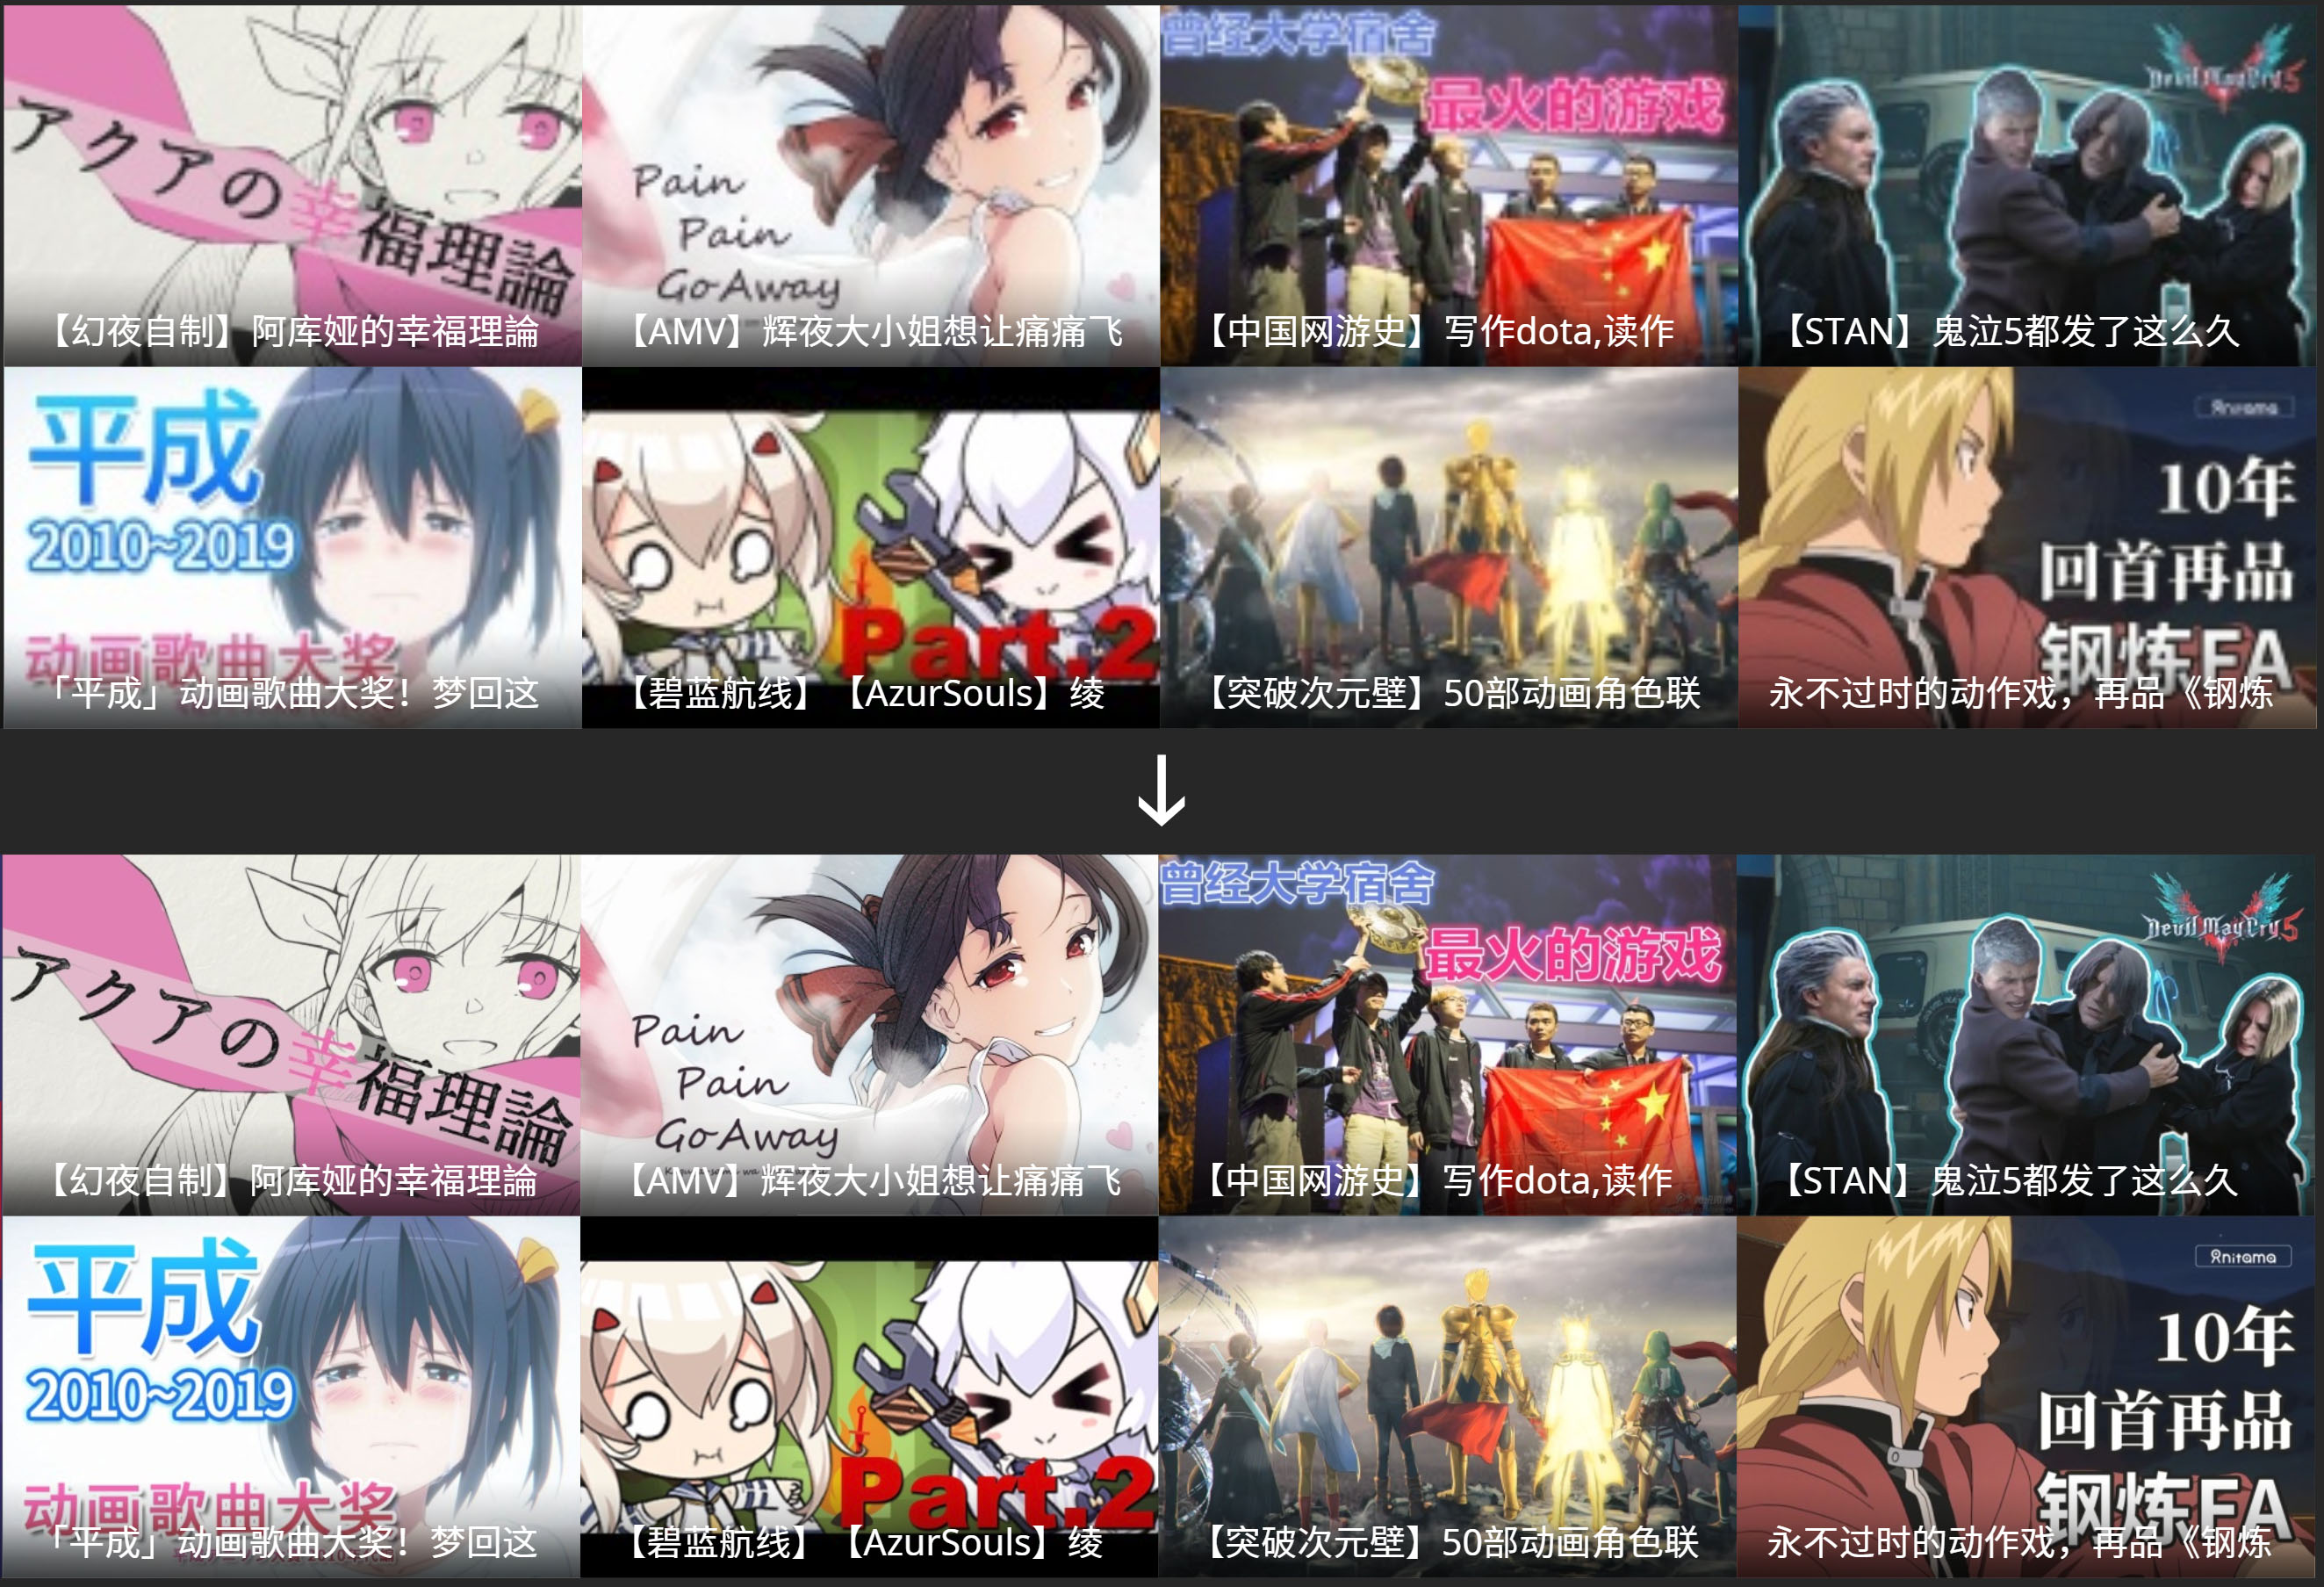 アクアの幸福理論
【幻夜自制】阿库娅的幸福理論
Pain
Pain
Go Away
【AMV】辉夜大小姐想让痛痛飞
曾经大学宿舍
最火的游戏
【中国网游史】写作dota,读作
Devil May Cry 5
【STAN】鬼泣5都发了这么久
平成
2010~2019
动画歌曲大奖
「平成」动画歌曲大奖！梦回这
Part.2
【碧蓝航线】【AzurSouls】绫
【突破次元壁】50部动画角色联
Anitama
10年
回首再品
钢炼FA
永不过时的动作戏，再品《钢炼
↓
アクアの幸福理論
【幻夜自制】阿库娅的幸福理論
Pain
Pain
Go Away
【AMV】辉夜大小姐想让痛痛飞
曾经大学宿舍
最火的游戏
【中国网游史】写作dota,读作
Devil May Cry 5
【STAN】鬼泣5都发了这么久
平成
2010~2019
动画歌曲大奖
「平成」动画歌曲大奖！梦回这
Part.2
【碧蓝航线】【AzurSouls】绫
【突破次元壁】50部动画角色联
Anitama
10年
回首再品
钢炼FA
永不过时的动作戏，再品《钢炼